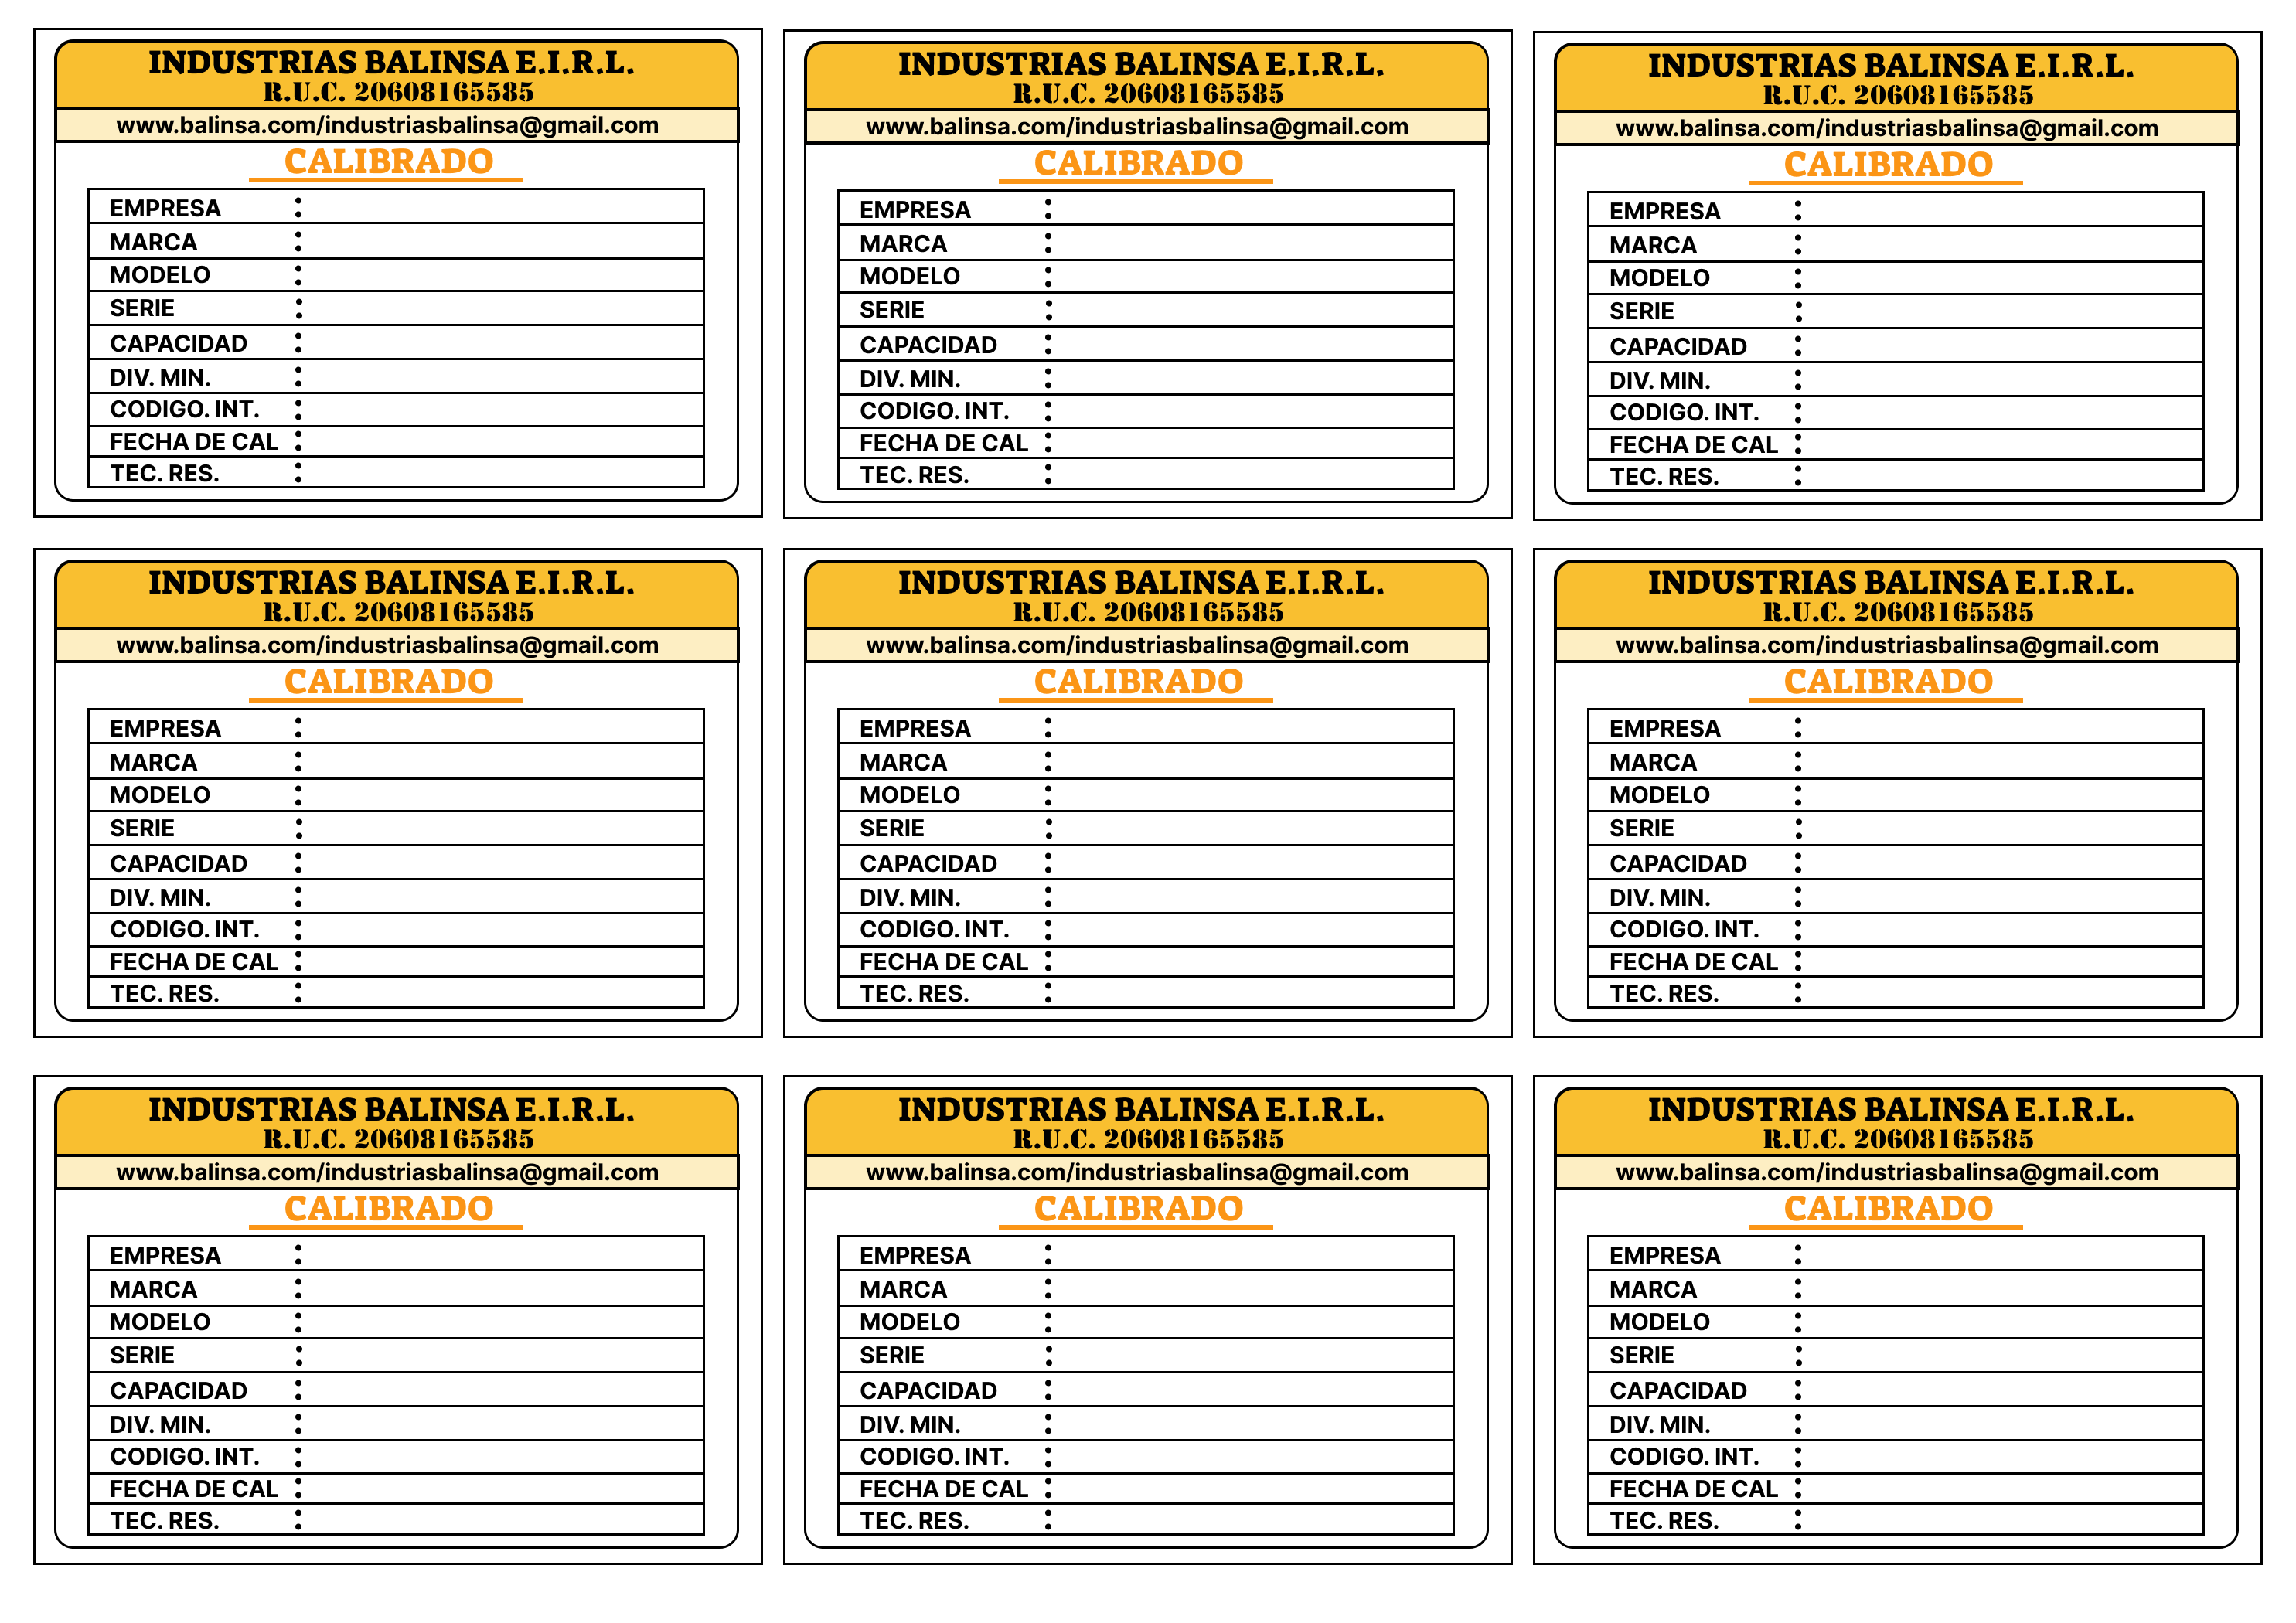 INDUSTRIAS BALINSA E.I.R.L.
R.U.C. 20608165585
www.balinsa.com/industriasbalinsa@gmail.com
CALIBRADO
EMPRESA :
MARCA :
MODELO :
SERIE :
CAPACIDAD :
DIV. MIN. :
CODIGO. INT. :
FECHA DE CAL :
TEC. RES. :
INDUSTRIAS BALINSA E.I.R.L.
R.U.C. 20608165585
www.balinsa.com/industriasbalinsa@gmail.com
CALIBRADO
EMPRESA :
MARCA :
MODELO :
SERIE :
CAPACIDAD :
DIV. MIN. :
CODIGO. INT. :
FECHA DE CAL :
TEC. RES. :
INDUSTRIAS BALINSA E.I.R.L.
R.U.C. 20608165585
www.balinsa.com/industriasbalinsa@gmail.com
CALIBRADO
EMPRESA :
MARCA :
MODELO :
SERIE :
CAPACIDAD :
DIV. MIN. :
CODIGO. INT. :
FECHA DE CAL :
TEC. RES. :
INDUSTRIAS BALINSA E.I.R.L.
R.U.C. 20608165585
www.balinsa.com/industriasbalinsa@gmail.com
CALIBRADO
EMPRESA :
MARCA :
MODELO :
SERIE :
CAPACIDAD :
DIV. MIN. :
CODIGO. INT. :
FECHA DE CAL :
TEC. RES. :
INDUSTRIAS BALINSA E.I.R.L.
R.U.C. 20608165585
www.balinsa.com/industriasbalinsa@gmail.com
CALIBRADO
EMPRESA :
MARCA :
MODELO :
SERIE :
CAPACIDAD :
DIV. MIN. :
CODIGO. INT. :
FECHA DE CAL :
TEC. RES. :
INDUSTRIAS BALINSA E.I.R.L.
R.U.C. 20608165585
www.balinsa.com/industriasbalinsa@gmail.com
CALIBRADO
EMPRESA :
MARCA :
MODELO :
SERIE :
CAPACIDAD :
DIV. MIN. :
CODIGO. INT. :
FECHA DE CAL :
TEC. RES. :
INDUSTRIAS BALINSA E.I.R.L.
R.U.C. 20608165585
www.balinsa.com/industriasbalinsa@gmail.com
CALIBRADO
EMPRESA :
MARCA :
MODELO :
SERIE :
CAPACIDAD :
DIV. MIN. :
CODIGO. INT. :
FECHA DE CAL :
TEC. RES. :
INDUSTRIAS BALINSA E.I.R.L.
R.U.C. 20608165585
www.balinsa.com/industriasbalinsa@gmail.com
CALIBRADO
EMPRESA :
MARCA :
MODELO :
SERIE :
CAPACIDAD :
DIV. MIN. :
CODIGO. INT. :
FECHA DE CAL :
TEC. RES. :
INDUSTRIAS BALINSA E.I.R.L.
R.U.C. 20608165585
www.balinsa.com/industriasbalinsa@gmail.com
CALIBRADO
EMPRESA :
MARCA :
MODELO :
SERIE :
CAPACIDAD :
DIV. MIN. :
CODIGO. INT. :
FECHA DE CAL :
TEC. RES. :